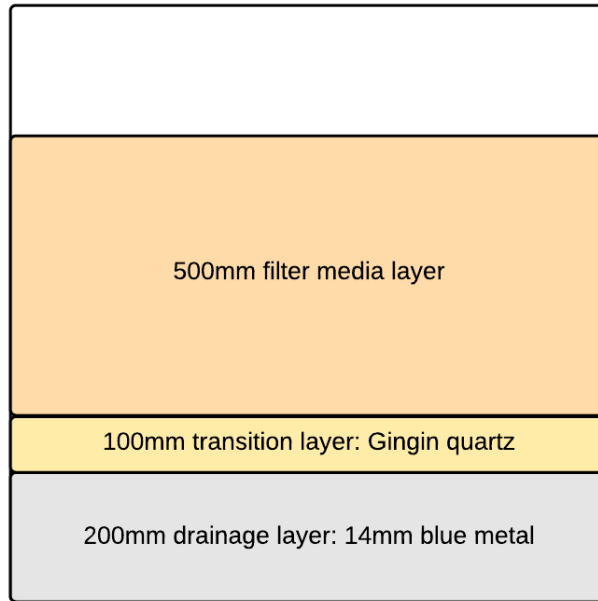 500mm filter media layer
100mm transition layer: Gingin quartz
200mm drainage layer: 14mm blue metal